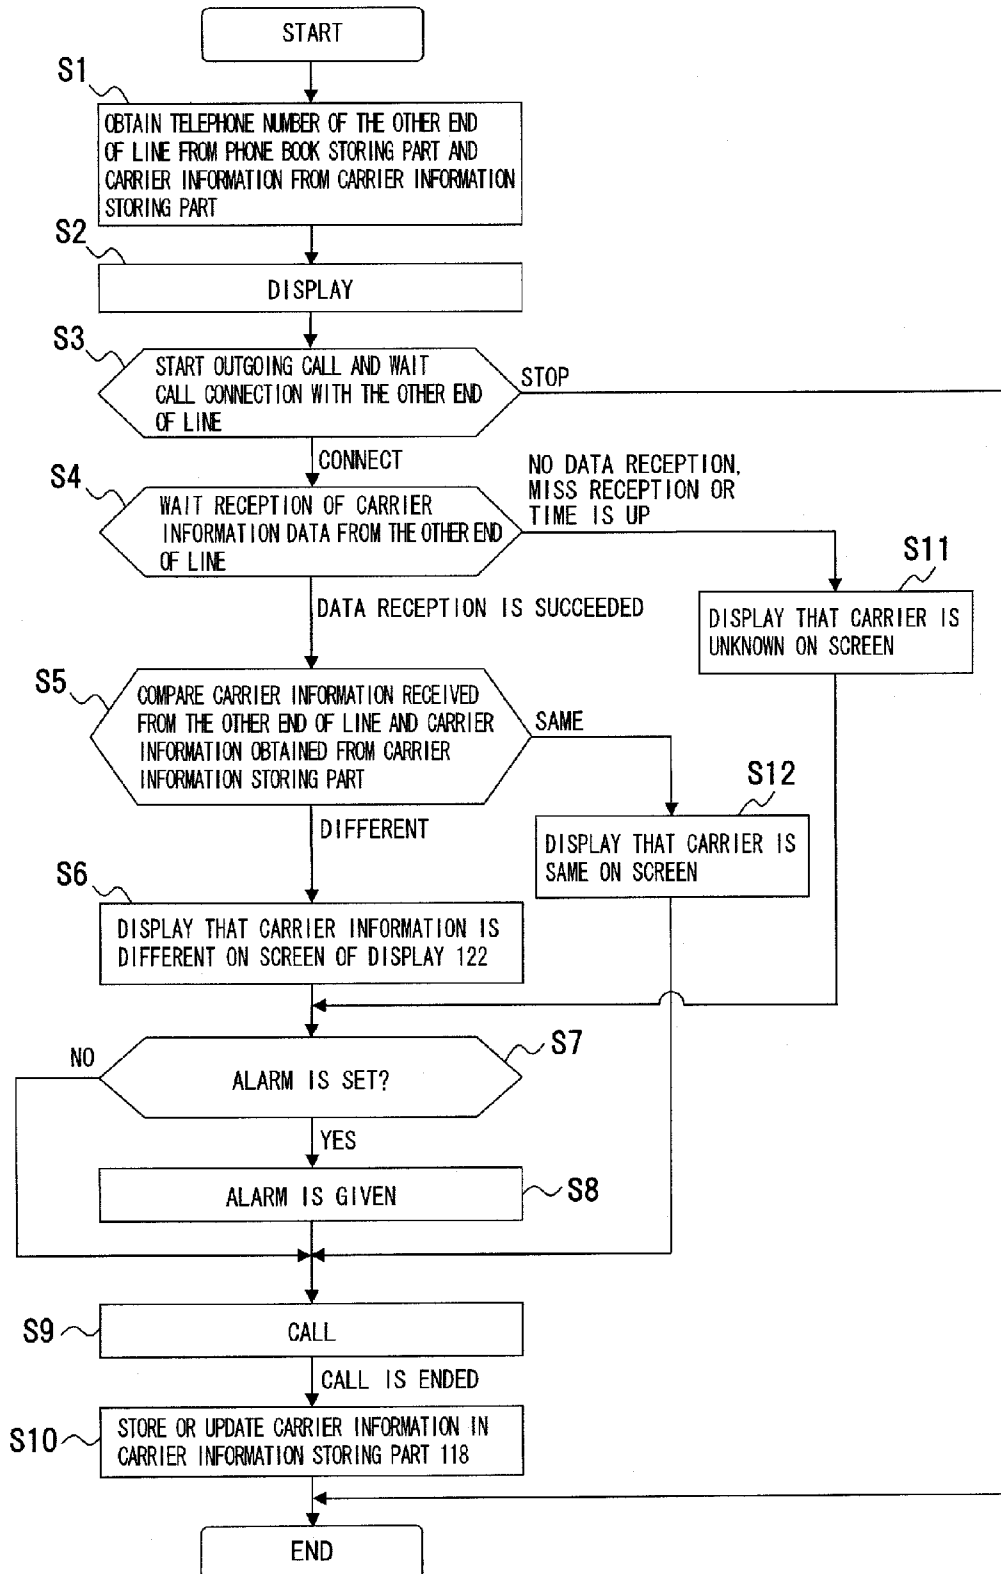 START
S1
OBTAIN TELEPHONE NUMBER OF THE OTHER END
OF LINE FROM PHONE BOOK STORING PART AND
CARRIER INFORMATION FROM CARRIER INFORMATION
STORING PART
S2
DISPLAY
S3
START OUTGOING CALL AND WAIT
CALL CONNECTION WITH THE OTHER END
OF LINE
STOP
CONNECT
S4
WAIT RECEPTION OF CARRIER
INFORMATION DATA FROM THE OTHER END
OF LINE
NO DATA RECEPTION,
MISS RECEPTION OR
TIME IS UP
S11
DISPLAY THAT CARRIER IS
UNKNOWN ON SCREEN
DATA RECEPTION IS SUCCEEDED
S5
COMPARE CARRIER INFORMATION RECEIVED
FROM THE OTHER END OF LINE AND CARRIER
INFORMATION OBTAINED FROM CARRIER
INFORMATION STORING PART
SAME
S12
DISPLAY THAT CARRIER IS
SAME ON SCREEN
DIFFERENT
S6
DISPLAY THAT CARRIER INFORMATION IS
DIFFERENT ON SCREEN OF DISPLAY 122
S7
NO
ALARM IS SET?
YES
ALARM IS GIVEN
S8
S9
CALL
CALL IS ENDED
S10
STORE OR UPDATE CARRIER INFORMATION IN
CARRIER INFORMATION STORING PART 118
END